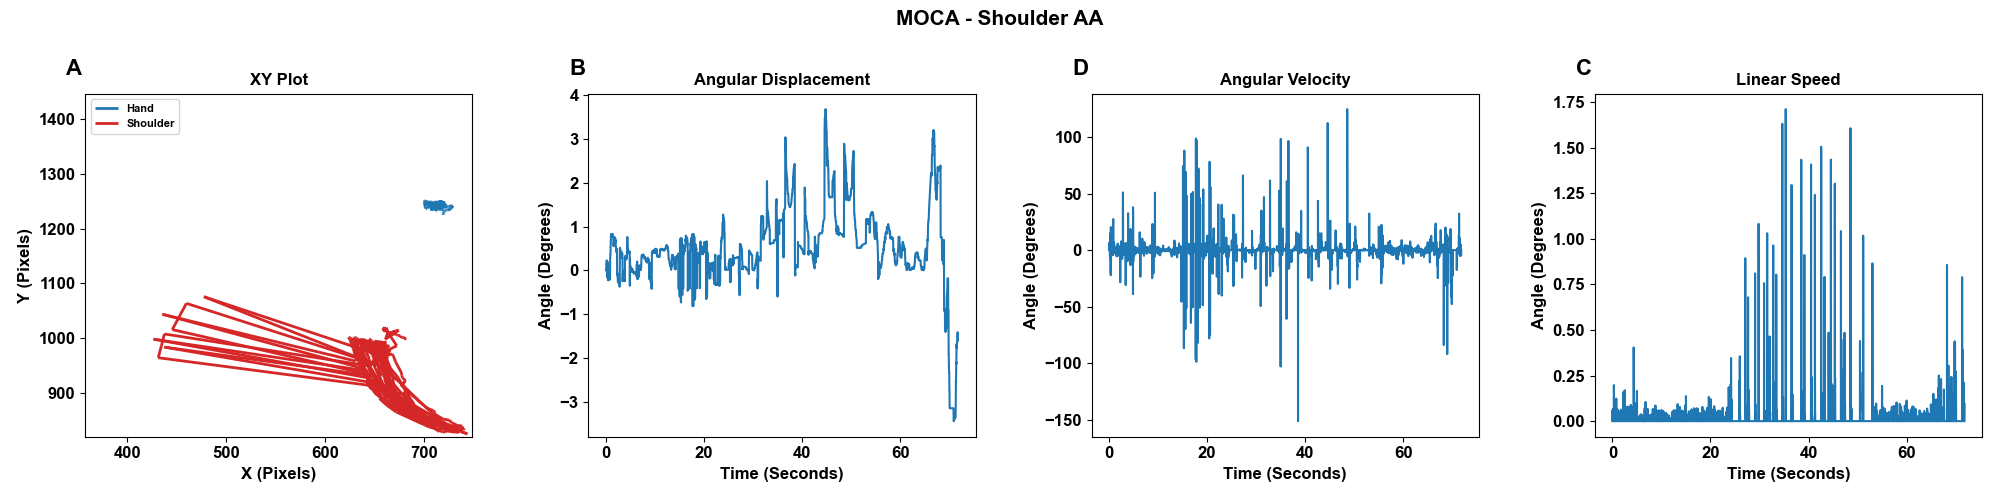 MOCA - Shoulder AA
A
XY Plot
Hand
Shoulder
1400
1300
1200
1100
1000
900
400
500
600
700
Y (Pixels)
X (Pixels)
B
Angular Displacement
4
3
2
1
0
−1
−2
−3
0
20
40
60
Angle (Degrees)
Time (Seconds)
D
Angular Velocity
100
50
0
−50
−100
−150
0
20
40
60
Angle (Degrees)
Time (Seconds)
C
Linear Speed
1.75
1.50
1.25
1.00
0.75
0.50
0.25
0.00
0
20
40
60
Angle (Degrees)
Time (Seconds)